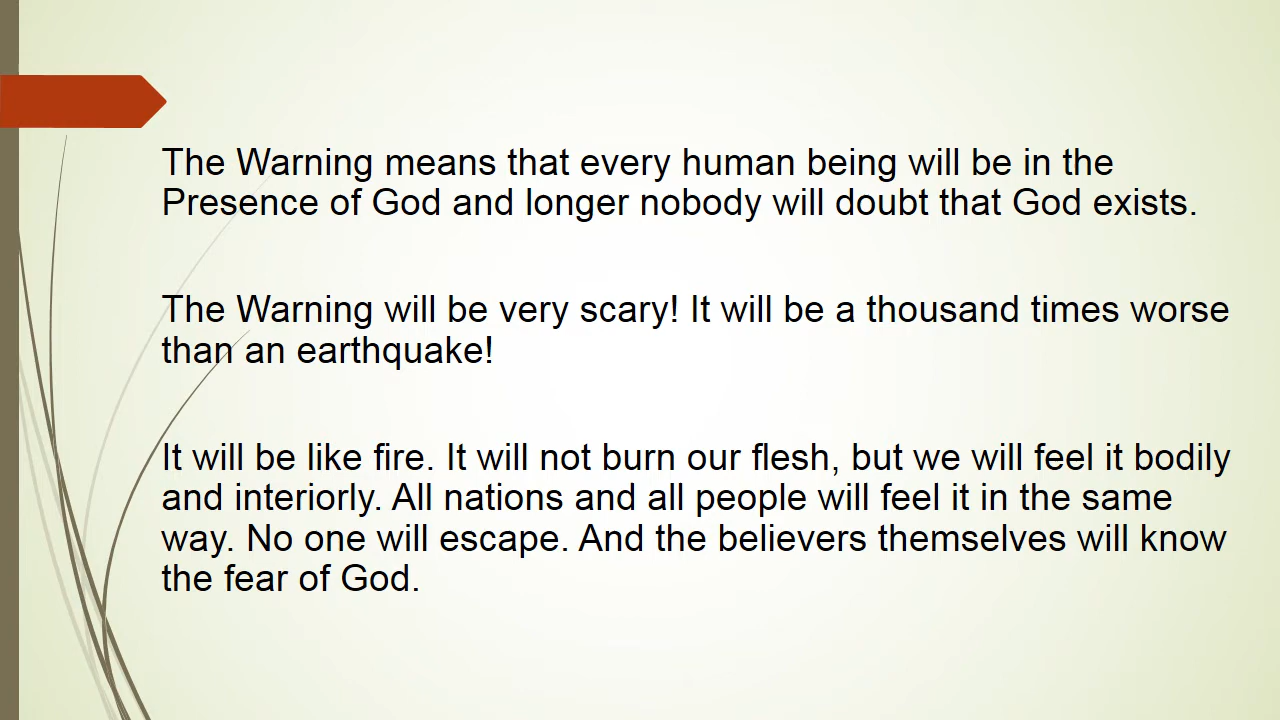 The Warning means that every human being will be in the
Presence of God and longer nobody will doubt that God exists.
The Warning will be very scary! It will be a thousand times worse
than an earthquake!
It will be like fire. It will not burn our flesh, but we will feel it bodily
and interiorly. All nations and all people will feel it in the same
way. No one will escape. And the believers themselves will know
the fear of God.